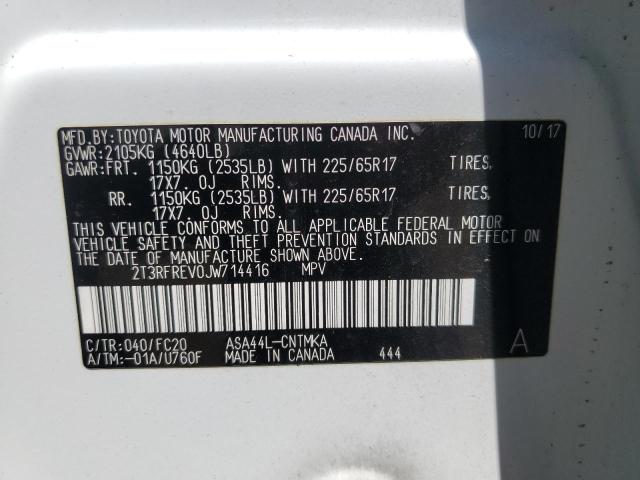 MFD.BY:TOYOTA MOTOR MANUFACTURING CANADA INC. 10/17
GVWR:2105KG (4640LB)
GAWR:FRT. 1150KG (2535LB) WITH 225/65R17 TIRES,
17X7.0J RIMS.
RR. 1150KG (2535LB) WITH 225/65R17 TIRES,
17X7.0J RIMS.
THIS VEHICLE CONFORMS TO ALL APPLICABLE FEDERAL MOTOR
VEHICLE SAFETY AND THEFT PREVENTION STANDARDS IN EFFECT ON
THE DATE OF MANUFACTURE SHOWN ABOVE.
2T3RFREV0JW714416 MPV
C/TR:040/FC20 ASA44L-CNTMKA
A/TM:-01A/U760F MADE IN CANADA 444 A